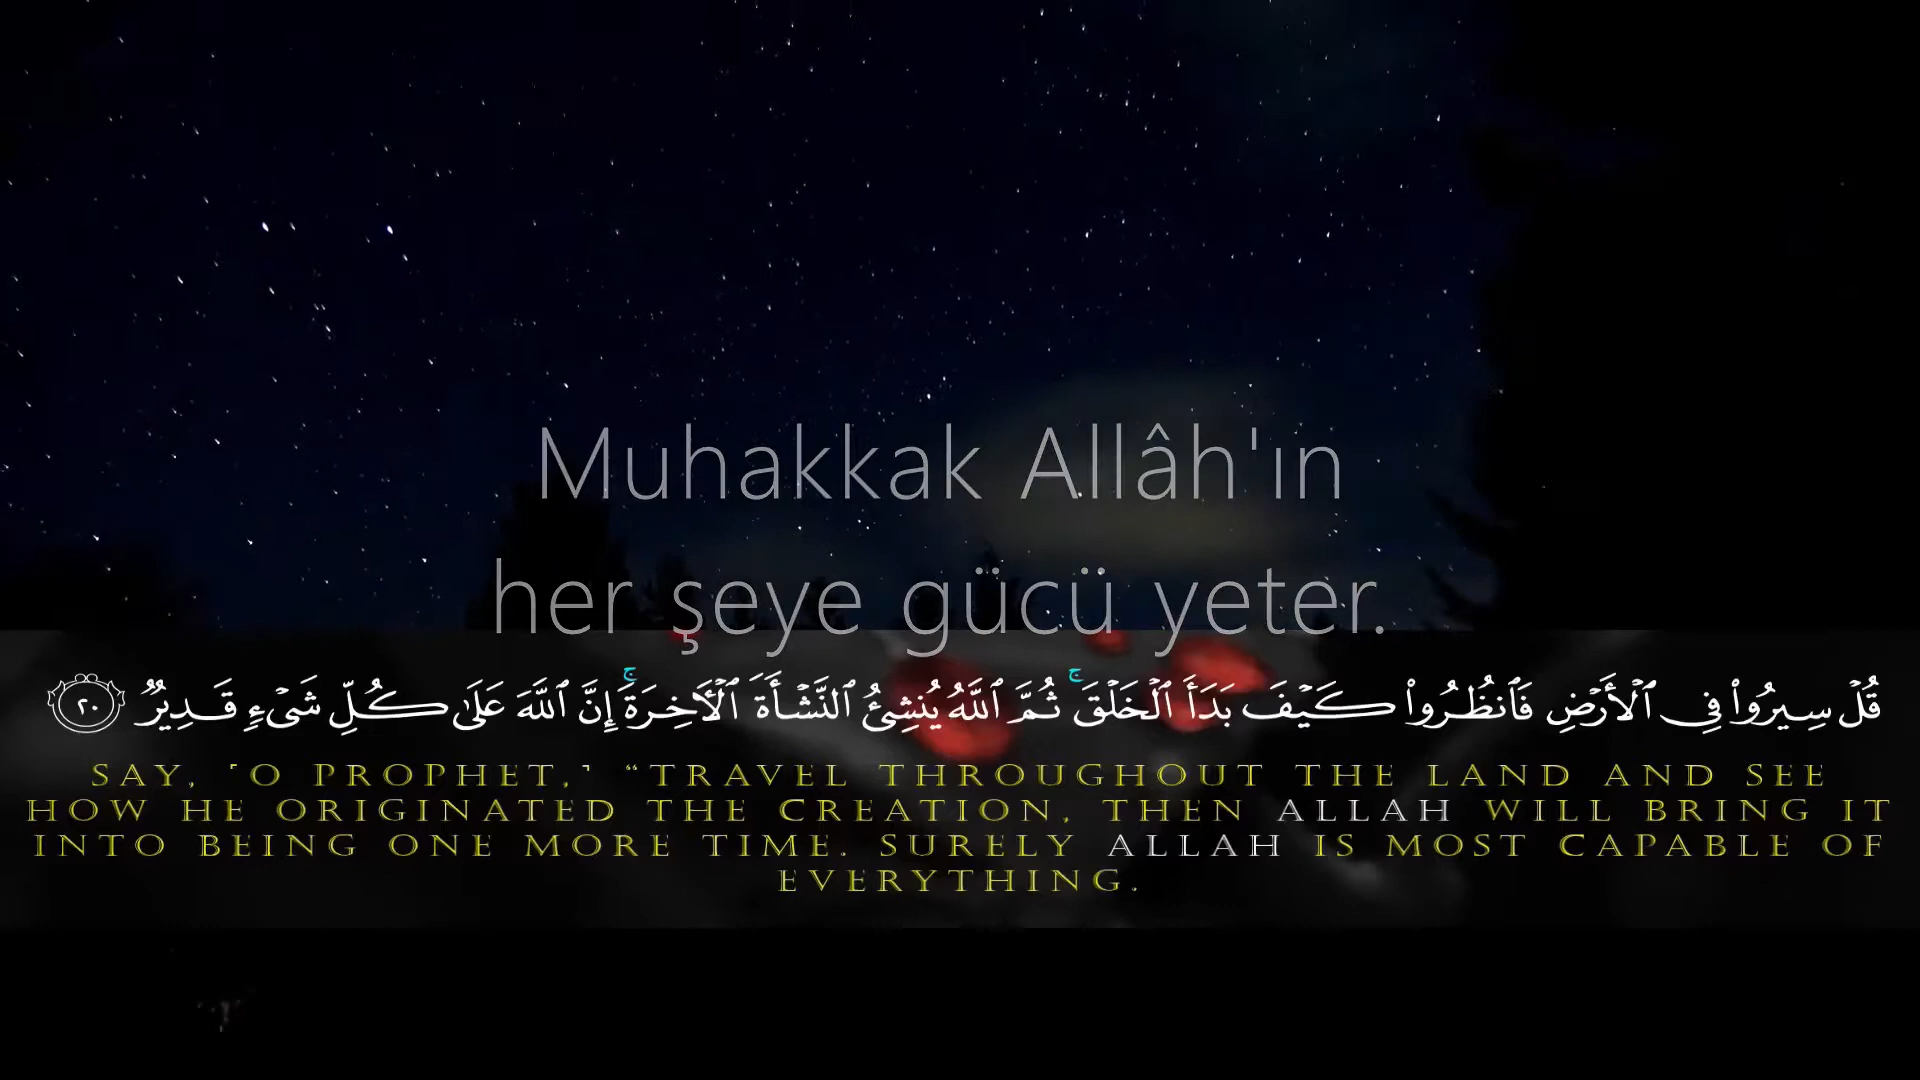 Muhakkak Allâh'ın
her şeye gücü yeter.
قُلۡ سِيرُواْ فِي ٱلۡأَرۡضِ فَٱنظُرُواْ كَيۡفَ بَدَأَ ٱلۡخَلۡقَۚ ثُمَّ ٱللَّهُ يُنشِئُ ٱلنَّشۡأَةَ ٱلۡأٓخِرَةَۚ إِنَّ ٱللَّهَ عَلَىٰ كُلِّ شَيۡءٖ قَدِيرٞ ٢٠
SAY, ˹O PROPHET,˺ “TRAVEL THROUGHOUT THE LAND AND SEE
HOW HE ORIGINATED THE CREATION, THEN ALLAH WILL BRING IT
INTO BEING ONE MORE TIME. SURELY ALLAH IS MOST CAPABLE OF
EVERYTHING.